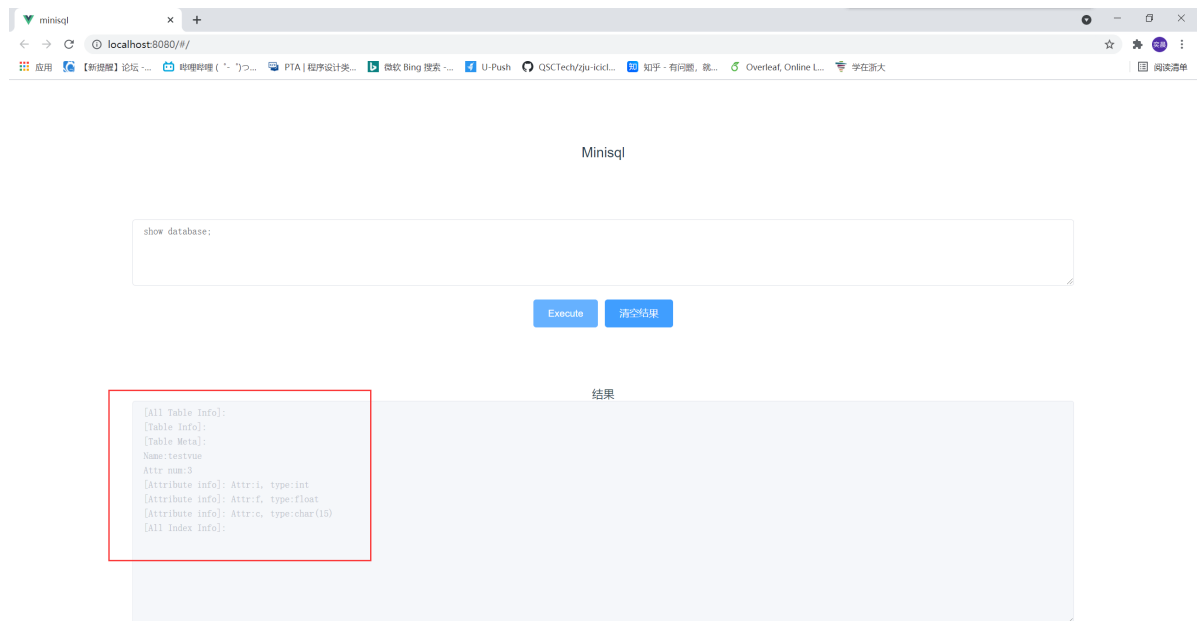 minisql
localhost:8080/#/
应用 【新提醒】论坛 -... 哔哩哔哩 ( ゜- ゜)つ... PTA | 程序设计类... 微软 Bing 搜索 -... U-Push QSCTech/zju-icicl... 知乎 - 有问题，就... Overleaf, Online L... 学在浙大 阅读清单
Minisql
show database;
Execute 清空结果
结果
[All Table Info]:
[Table Info]:
[Table Meta]:
Name:testvue
Attr num:3
[Attribute info]: Attr:i, type:int
[Attribute info]: Attr:f, type:float
[Attribute info]: Attr:c, type:char(15)
[All Index Info]: